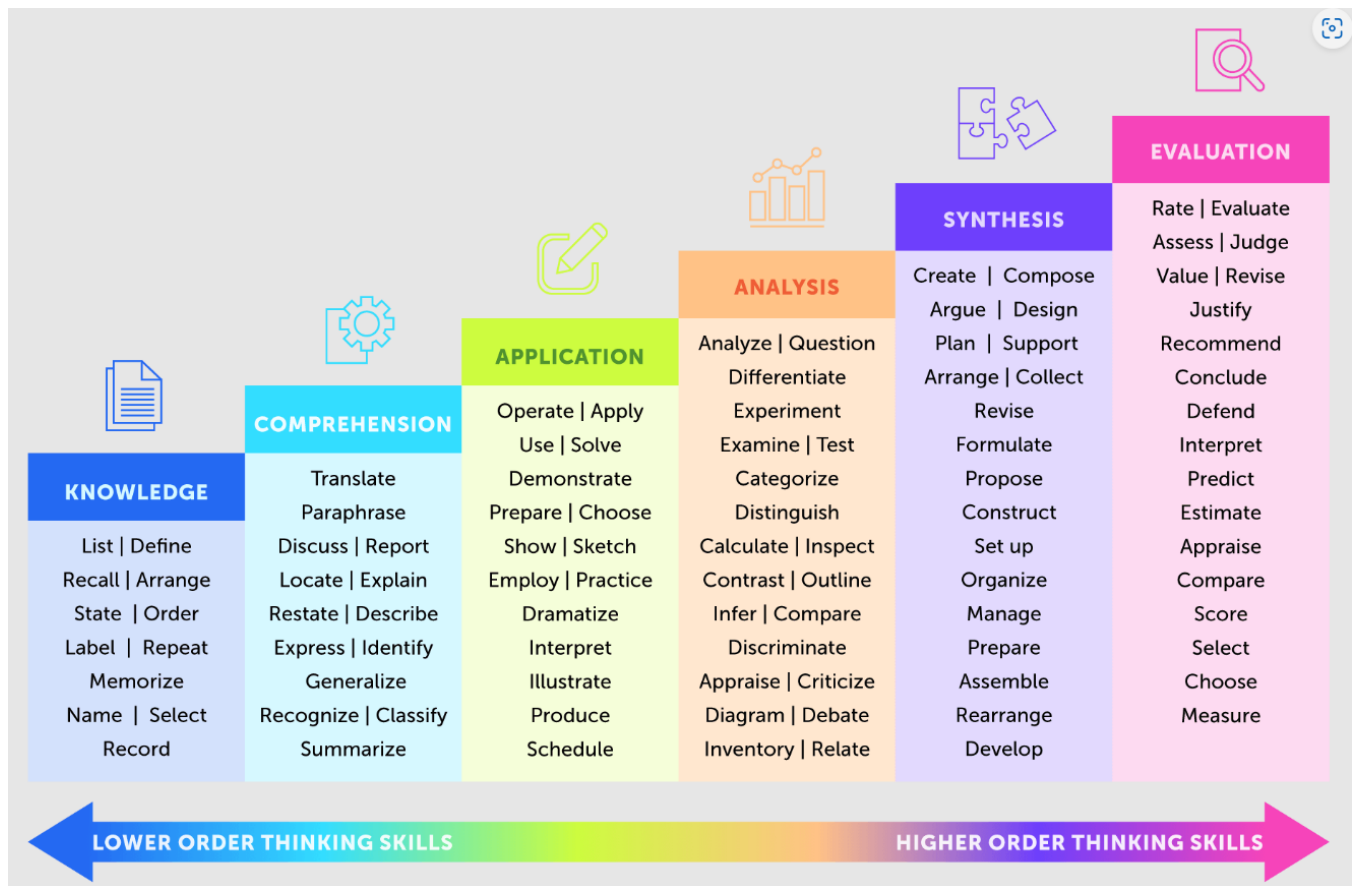 KNOWLEDGE
List | Define
Recall | Arrange
State | Order
Label | Repeat
Memorize
Name | Select
Record
COMPREHENSION
Translate
Paraphrase
Discuss | Report
Locate | Explain
Restate | Describe
Express | Identify
Generalize
Recognize | Classify
Summarize
APPLICATION
Operate | Apply
Use | Solve
Demonstrate
Prepare | Choose
Show | Sketch
Employ | Practice
Dramatize
Interpret
Illustrate
Produce
Schedule
ANALYSIS
Analyze | Question
Differentiate
Experiment
Examine | Test
Categorize
Distinguish
Calculate | Inspect
Contrast | Outline
Infer | Compare
Discriminate
Appraise | Criticize
Diagram | Debate
Inventory | Relate
SYNTHESIS
Create | Compose
Argue | Design
Plan | Support
Arrange | Collect
Revise
Formulate
Propose
Construct
Set up
Organize
Manage
Prepare
Assemble
Rearrange
Develop
EVALUATION
Rate | Evaluate
Assess | Judge
Value | Revise
Justify
Recommend
Conclude
Defend
Interpret
Predict
Estimate
Appraise
Compare
Score
Select
Choose
Measure
LOWER ORDER THINKING SKILLS
HIGHER ORDER THINKING SKILLS